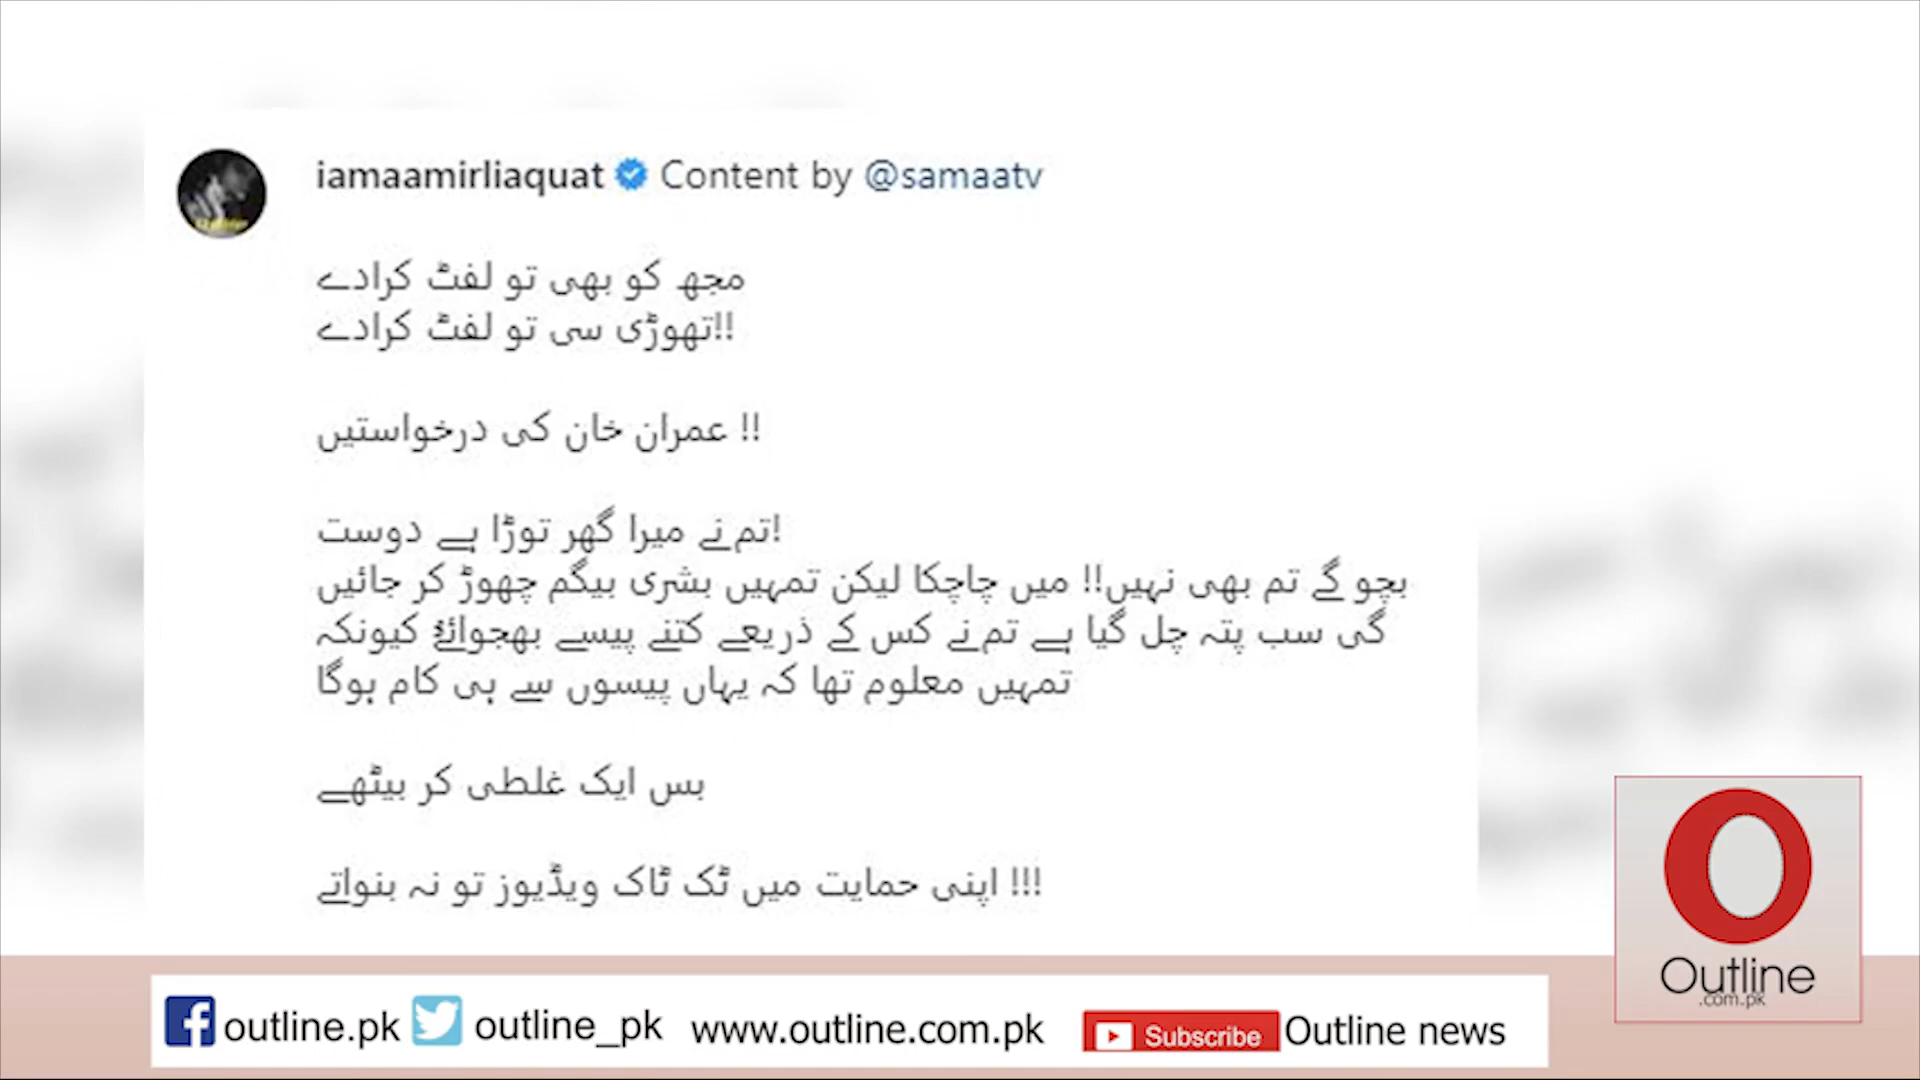 iamaamirliaquat Content by @samaatv
مجھ کو بھی تو لفٹ کرادے
تھوڑی سی تو لفٹ کرادے!!
عمران خان کی درخواستیں !!
تم نے میرا گھر توڑا ہے دوست!
بچو گے تم بھی نہیں!! میں چاچکا لیکن تمہیں بشری بیگم چھوڑ کر جائیں
گی سب پتہ چل گیا ہے تم نے کس کے ذریعے کتنے پیسے بھجوائے کیونکہ
تمہیں معلوم تھا کہ یہاں پیسوں سے ہی کام ہوگا
بس ایک غلطی کر بیٹھے
اپنی حمایت میں ٹک ٹاک ویڈیوز تو نہ بنواتے !!!
Outline
.com.pk
outline.pk outline_pk www.outline.com.pk Subscribe Outline news